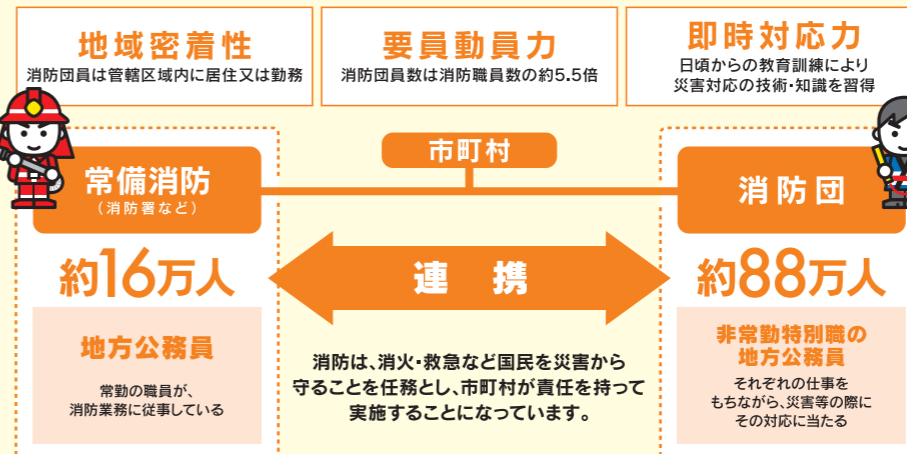 地域密着性
消防団員は管轄区域内に居住又は勤務
要員動員力
消防団員数は消防職員数の約5.5倍
即時対応力
日頃からの教育訓練により
災害対応の技術・知識を習得
市町村
常備消防
(消防署など)
消防団
約16万人
連 携
約88万人
地方公務員
常勤の職員が、
消防業務に従事している
消防は、消火・救急など国民を災害から
守ることを任務とし、市町村が責任を持って
実施することになっています。
非常勤特別職の
地方公務員
それぞれの仕事を
もちながら、災害等の際に
その対応に当たる